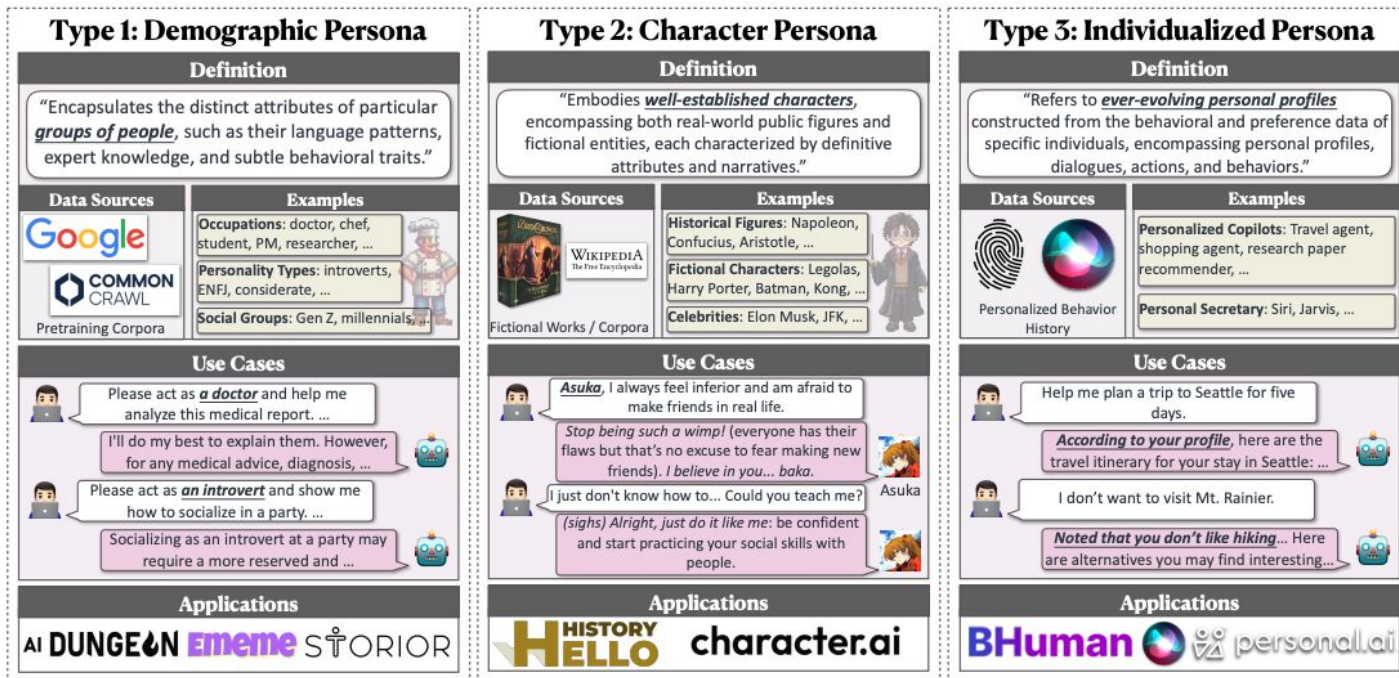 Type 1: Demographic Persona
Definition
“Encapsulates the distinct attributes of particular
groups of people, such as their language patterns,
expert knowledge, and subtle behavioral traits.”
Data Sources
Google
COMMON
CRAWL
Pretraining Corpora
Examples
Occupations: doctor, chef,
student, PM, researcher, ...
Personality Types: introverts,
ENFJ, considerate, ...
Social Groups: Gen Z, millennials, ...
Use Cases
Please act as a doctor and help me
analyze this medical report. ...
I'll do my best to explain them. However,
for any medical advice, diagnosis, ...
Please act as an introvert and show me
how to socialize in a party. ...
Socializing as an introvert at a party may
require a more reserved and ...
Applications
AI DUNGEON Ememe STORIOR
Type 2: Character Persona
Definition
“Embodies well-established characters,
encompassing both real-world public figures and
fictional entities, each characterized by definitive
attributes and narratives.”
Data Sources
WIKIPEDIA
The Free Encyclopedia
Fictional Works / Corpora
Examples
Historical Figures: Napoleon,
Confucius, Aristotle, ...
Fictional Characters: Legolas,
Harry Porter, Batman, Kong, ...
Celebrities: Elon Musk, JFK, ...
Use Cases
Asuka, I always feel inferior and am afraid to
make friends in real life.
Stop being such a wimp! (everyone has their
flaws but that’s no excuse to fear making new
friends). I believe in you... baka.
Asuka
I just don't know how to... Could you teach me?
(sighs) Alright, just do it like me: be confident
and start practicing your social skills with
people.
Applications
HISTORY
HELLO
character.ai
Type 3: Individualized Persona
Definition
“Refers to ever-evolving personal profiles
constructed from the behavioral and preference data of
specific individuals, encompassing personal profiles,
dialogues, actions, and behaviors.”
Data Sources
Personalized Behavior
History
Examples
Personalized Copilots: Travel agent,
shopping agent, research paper
recommender, ...
Personal Secretary: Siri, Jarvis, ...
Use Cases
Help me plan a trip to Seattle for five
days.
According to your profile, here are the
travel itinerary for your stay in Seattle: ...
I don’t want to visit Mt. Rainier.
Noted that you don’t like hiking... Here
are alternatives you may find interesting...
Applications
BHuman personal.ai